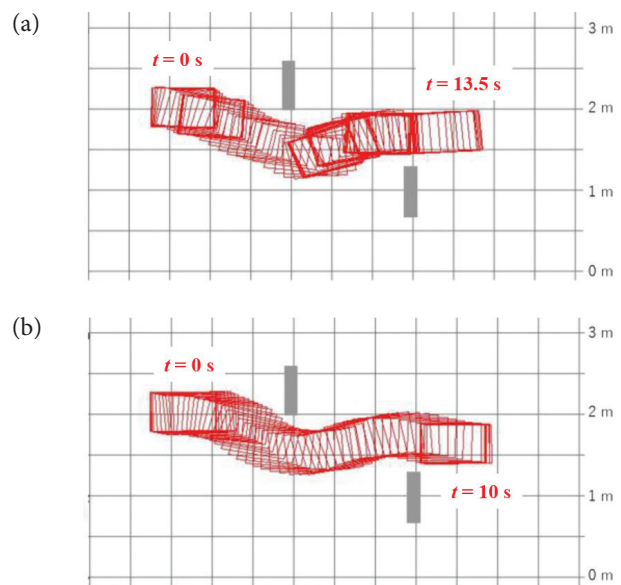 (a)
3 m
t = 0 s
t = 13.5 s
2 m
1 m
0 m
(b)
3 m
t = 0 s
2 m
t = 10 s
1 m
0 m